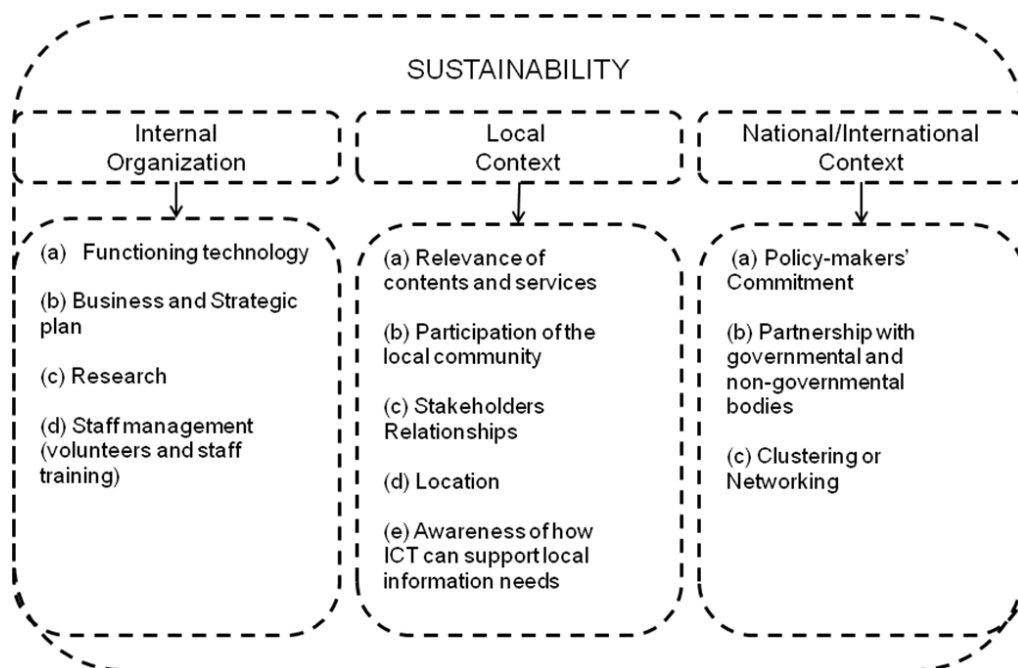 SUSTAINABILITY
Internal
Organization
Local
Context
National/International
Context
(a) Functioning technology
(b) Business and Strategic
plan
(c) Research
(d) Staff management
(volunteers and staff
training)
(a) Relevance of
contents and services
(b) Participation of the
local community
(c) Stakeholders
Relationships
(d) Location
(e) Awareness of how
ICT can support local
information needs
(a) Policy-makers'
Commitment
(b) Partnership with
governmental and
non-governmental
bodies
(c) Clustering or
Networking